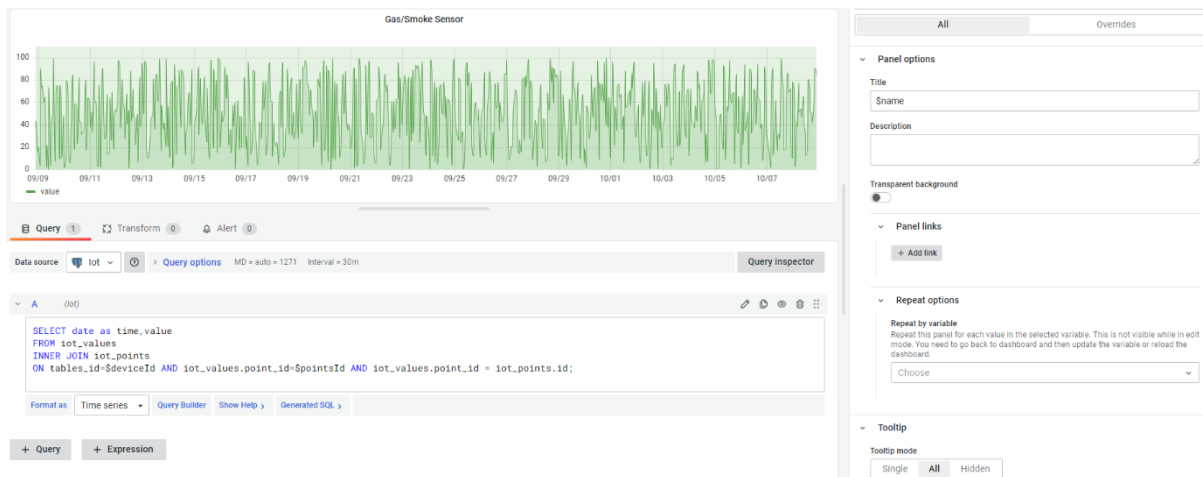 Gas/Smoke Sensor
100
80
60
40
20
0
09/09 09/11 09/13 09/15 09/17 09/19 09/21 09/23 09/25 09/27 09/29 10/01 10/03 10/05 10/07
value
Query 1 Transform 0 Alert 0
Data source Iot > Query options MD = auto = 1271 Interval = 30m Query inspector
A (Iot)
SELECT date as time,value
FROM iot_values
INNER JOIN iot_points
ON tables_id=$deviceId AND iot_values.point_id=$pointsId AND iot_values.point_id = iot_points.id;
Format as Time series Query Builder Show Help > Generated SQL >
+ Query + Expression
All Overrides
Panel options
Title
$name
Description
Transparent background
Panel links
+ Add link
Repeat options
Repeat by variable
Repeat this panel for each value in the selected variable. This is not visible while in edit
mode. You need to go back to dashboard and then update the variable or reload the
dashboard.
Choose
Tooltip
Tooltip mode
Single All Hidden